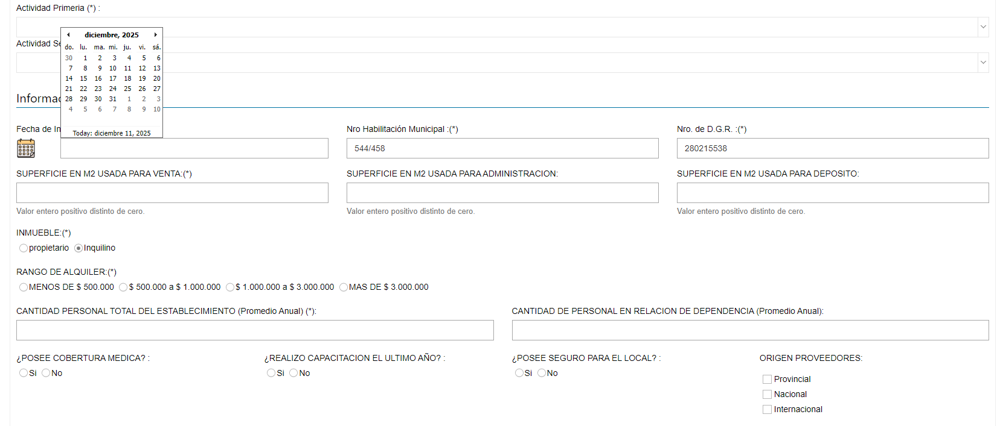 Actividad Primeria (*) :
diciembre, 2025
Actividad
do. lu. ma. mi. ju. vi. sá.
30 1 2 3 4 5 6
7 8 9 10 11 12 13
14 15 16 17 18 19 20
21 22 23 24 25 26 27
28 29 30 31 1 2 3
4 5 6 7 8 9 10
Today: diciembre 11, 2025
Fecha de
Nro Habilitación Municipal :(*)
Nro. de D.G.R. :(*)
544/458
280215538
SUPERFICIE EN M2 USADA PARA VENTA:(*)
SUPERFICIE EN M2 USADA PARA ADMINISTRACION:
SUPERFICIE EN M2 USADA PARA DEPOSITO:
Valor entero positivo distinto de cero.
Valor entero positivo distinto de cero.
Valor entero positivo distinto de cero.
INMUEBLE:(*)
propietario Inquilino
RANGO DE ALQUILER:(*)
MENOS DE $ 500.000 $ 500.000 a $ 1.000.000 $ 1.000.000 a $ 3.000.000 MAS DE $ 3.000.000
CANTIDAD PERSONAL TOTAL DEL ESTABLECIMIENTO (Promedio Anual) (*):
CANTIDAD DE PERSONAL EN RELACION DE DEPENDENCIA (Promedio Anual):
¿POSEE COBERTURA MEDICA? :
¿REALIZO CAPACITACION EL ULTIMO AÑO? :
¿POSEE SEGURO PARA EL LOCAL? :
ORIGEN PROVEEDORES:
Si No
Si No
Si No
Provincial
Nacional
Internacional